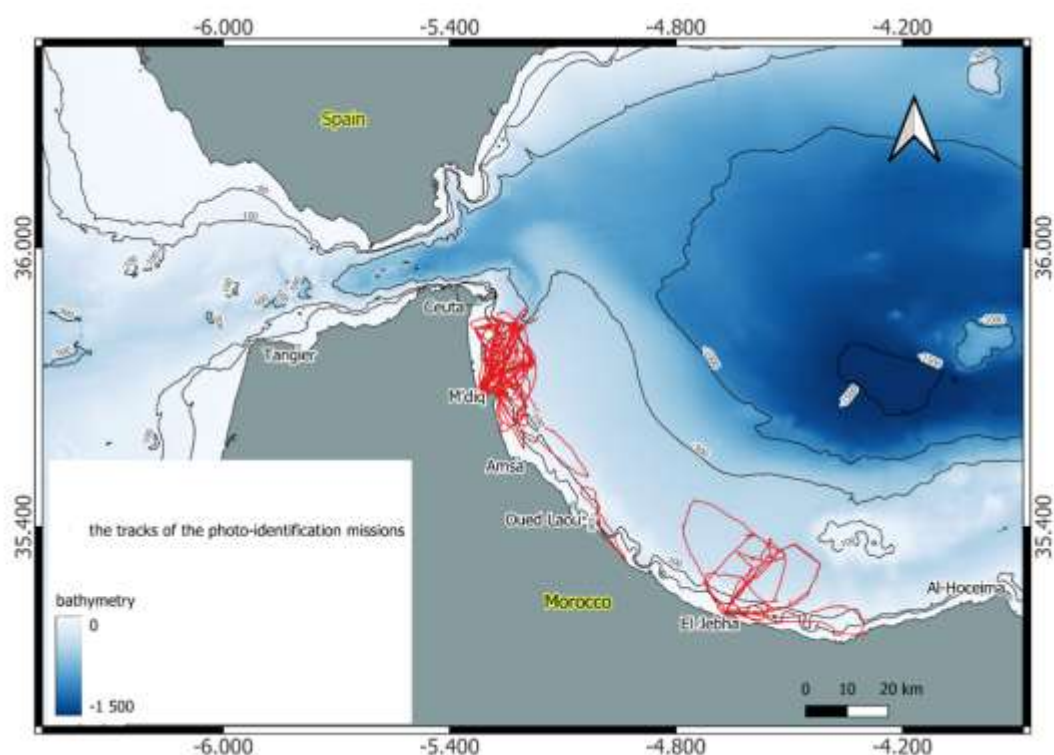 -6.000 -5.400 -4.800 -4.200
Spain
36.000 36.000
Ceuta
Tangier
M'diq
Amsa
Oued Laou
35.400 35.400
the tracks of the photo-identification missions
bathymetry
0
-1 500
Morocco
El Jebha
Al-Hoceima
0 10 20 km
-6.000 -5.400 -4.800 -4.200